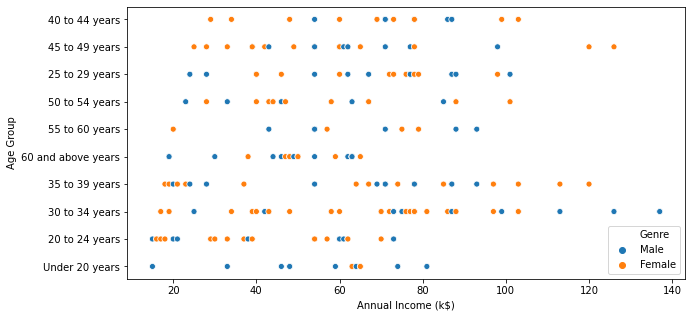 40 to 44 years
45 to 49 years
25 to 29 years
50 to 54 years
55 to 60 years
60 and above years
35 to 39 years
30 to 34 years
20 to 24 years
Under 20 years
Age Group
Genre
Male
Female
20 40 60 80 100 120 140
Annual Income (k$)